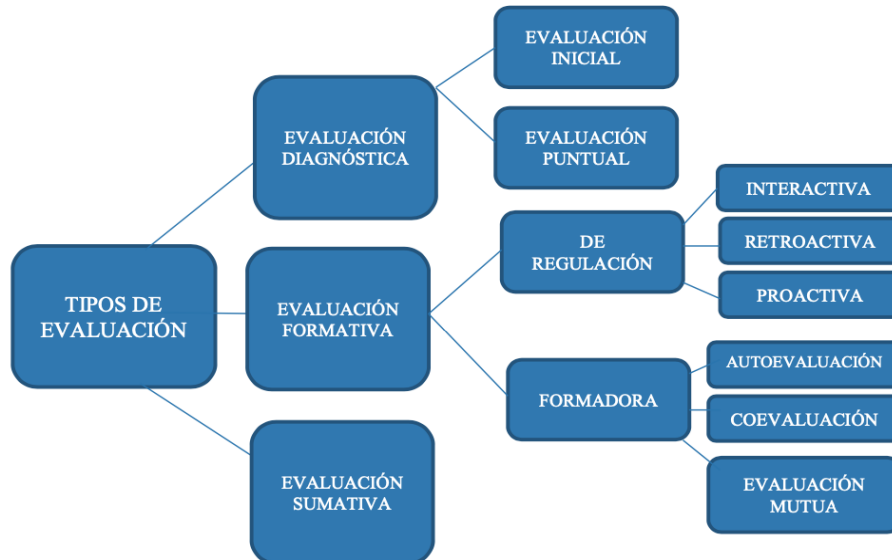 TIPOS DE
EVALUACIÓN
EVALUACIÓN
DIAGNÓSTICA
EVALUACIÓN
INICIAL
EVALUACIÓN
PUNTUAL
EVALUACIÓN
FORMATIVA
DE
REGULACIÓN
INTERACTIVA
RETROACTIVA
PROACTIVA
FORMADORA
AUTOEVALUACIÓN
COEVALUACIÓN
EVALUACIÓN
MUTUA
EVALUACIÓN
SUMATIVA